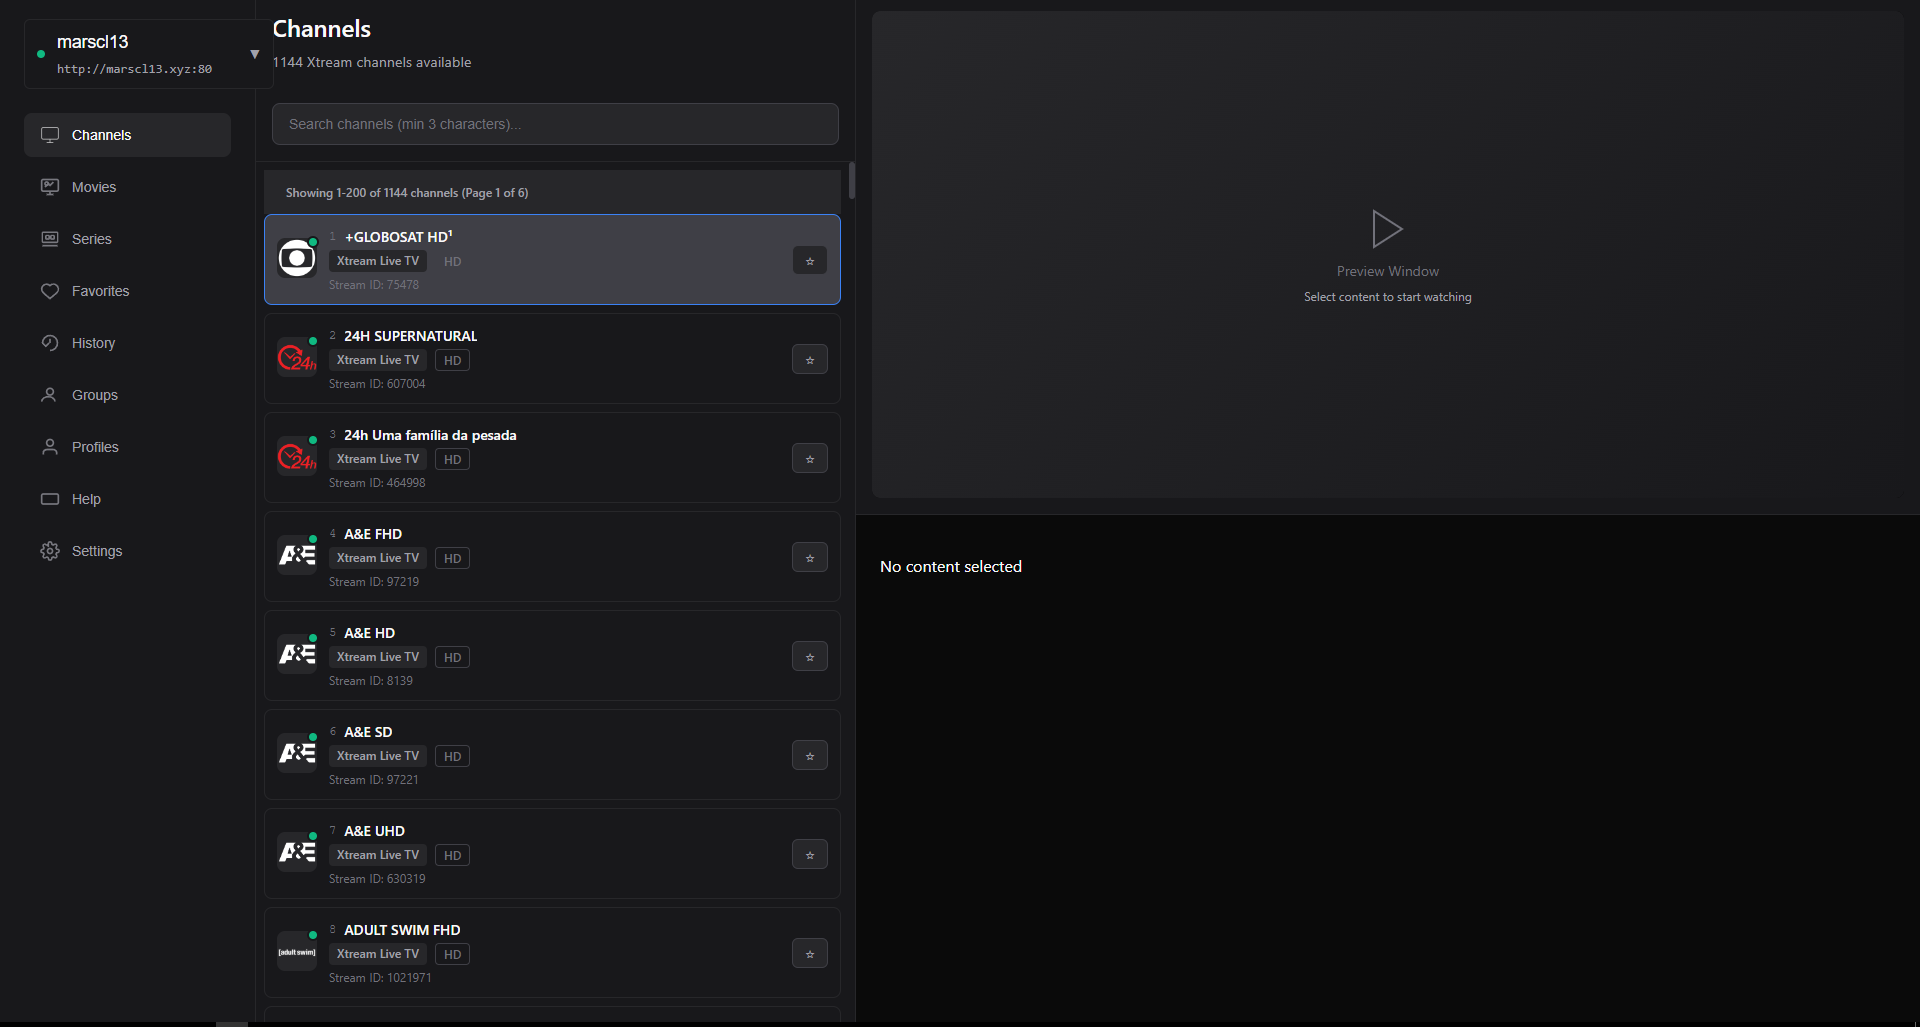 marscl13
http://marscl13.xyz:80
▼
Channels
Movies
Series
Favorites
History
Groups
Profiles
Help
Settings
Channels
1144 Xtream channels available
Search channels (min 3 characters)...
Showing 1-200 of 1144 channels (Page 1 of 6)
1 +GLOBOSAT HD¹
Xtream Live TV HD
Stream ID: 75478
2 24H SUPERNATURAL
24h
Xtream Live TV HD
Stream ID: 607004
3 24h Uma família da pesada
24h
Xtream Live TV HD
Stream ID: 464998
4 A&E FHD
A&E
Xtream Live TV HD
Stream ID: 97219
5 A&E HD
A&E
Xtream Live TV HD
Stream ID: 8139
6 A&E SD
A&E
Xtream Live TV HD
Stream ID: 97221
7 A&E UHD
A&E
Xtream Live TV HD
Stream ID: 630319
8 ADULT SWIM FHD
[adult swim]
Xtream Live TV HD
Stream ID: 1021971
Preview Window
Select content to start watching
No content selected